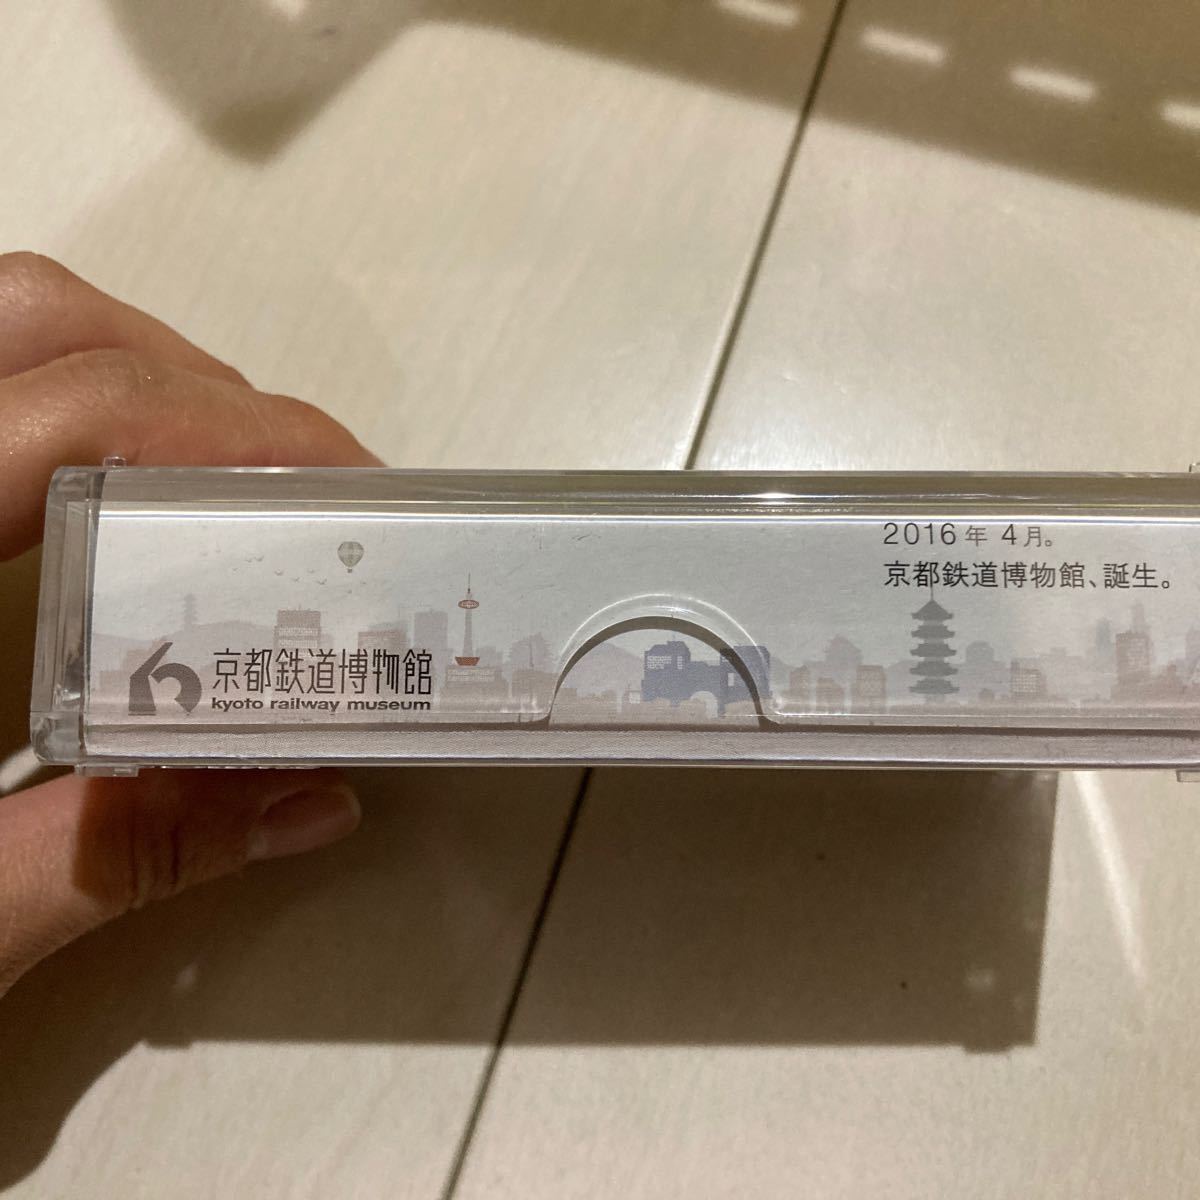 2016年 4月。
京都鉄道博物館、誕生。
京都鉄道博物館
kyoto railway museum